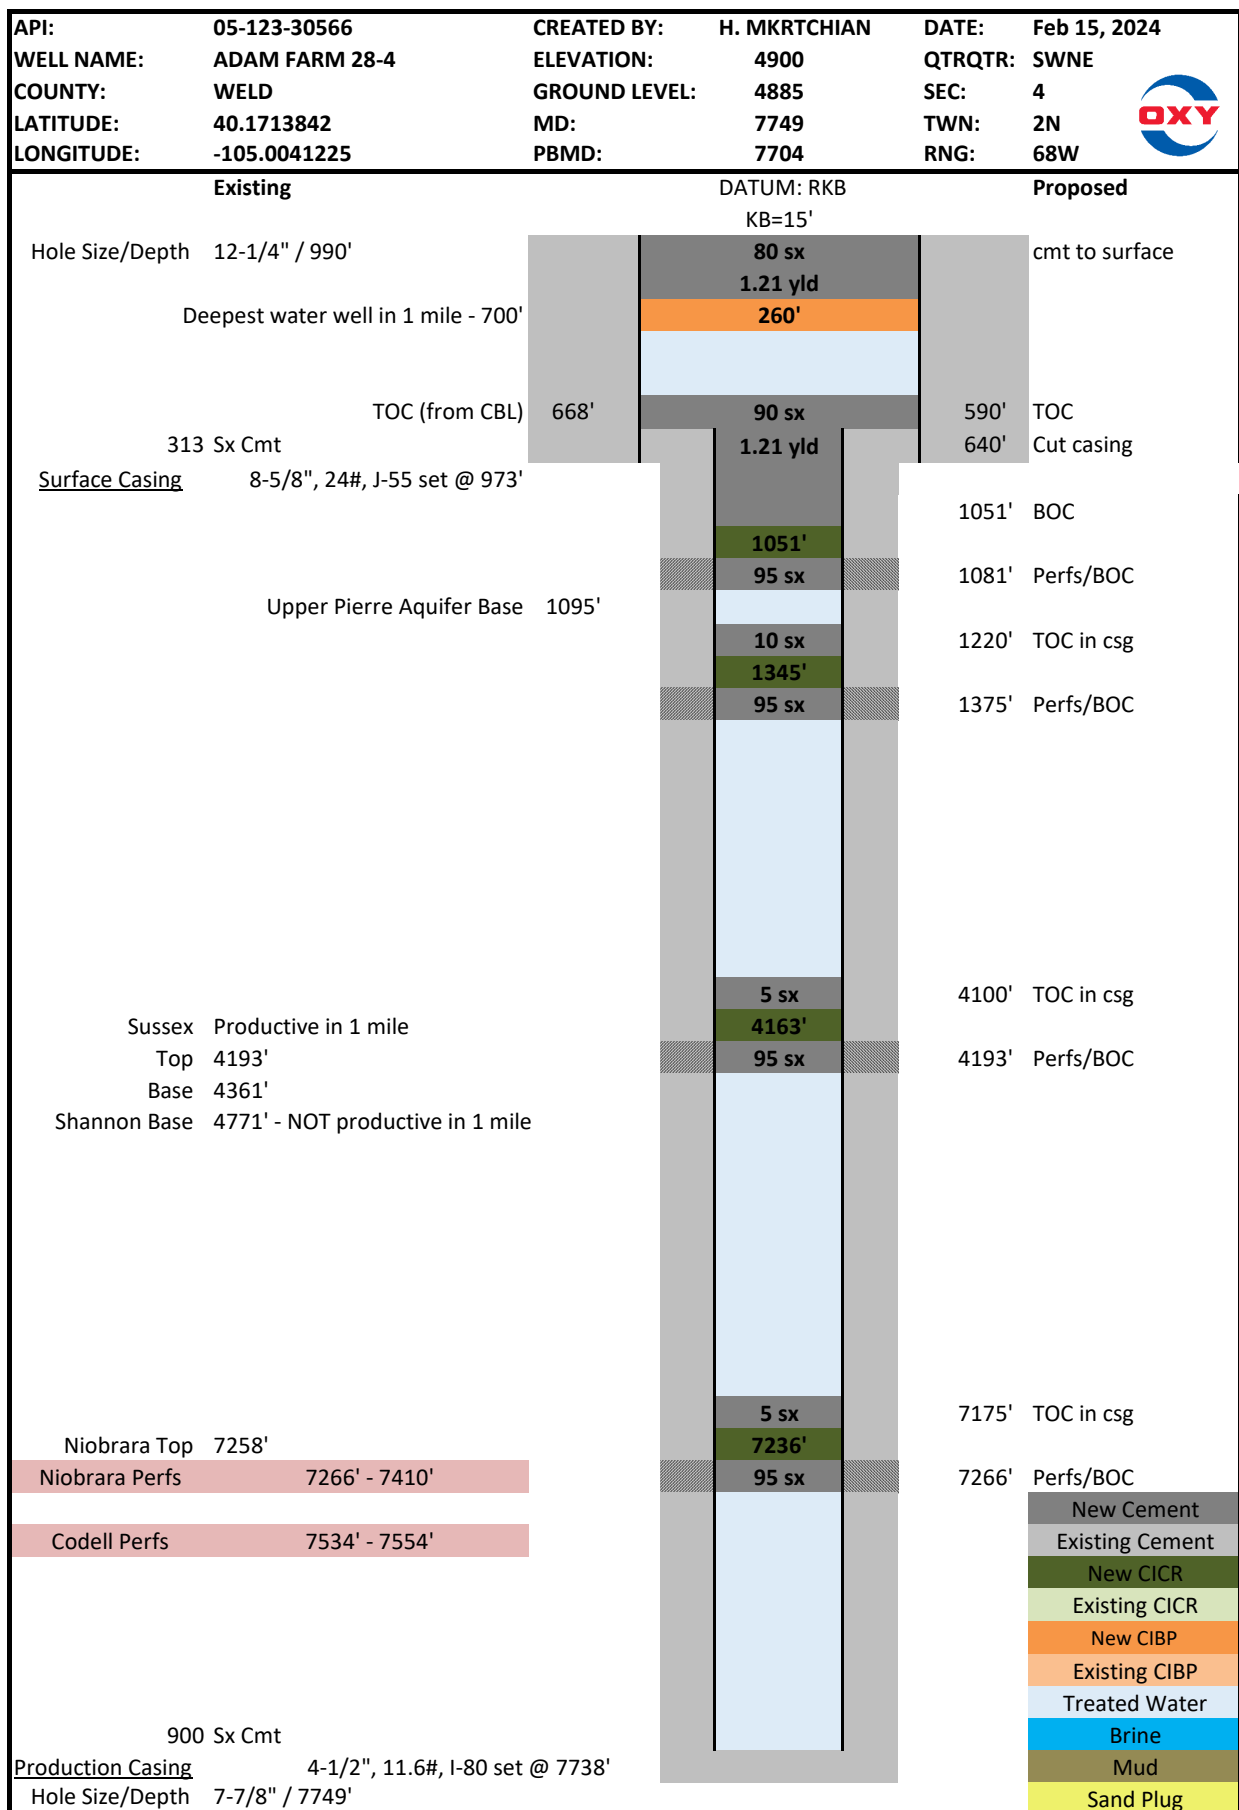 API: 05-123-30566 CREATED BY: H. MKRTCHIAN DATE: Feb 15, 2024
WELL NAME: ADAM FARM 28-4 ELEVATION: 4900 QTRQTR: SWNE
COUNTY: WELD GROUND LEVEL: 4885 SEC: 4
OXY
LATITUDE: 40.1713842 MD: 7749 TWN: 2N
LONGITUDE: -105.0041225 PBMD: 7704 RNG: 68W
Existing DATUM: RKB Proposed
KB=15'
Hole Size/Depth 12-1/4" / 990' 80 sx cmt to surface
1.21 yld
Deepest water well in 1 mile - 700' 260'
TOC (from CBL) 668' 90 sx 590' TOC
313 Sx Cmt 1.21 yld 640' Cut casing
Surface Casing 8-5/8", 24#, J-55 set @ 973'
1051' BOC
1051'
95 sx 1081' Perfs/BOC
Upper Pierre Aquifer Base 1095'
10 sx 1220' TOC in csg
1345'
95 sx 1375' Perfs/BOC
5 sx 4100' TOC in csg
Sussex Productive in 1 mile 4163'
Top 4193' 95 sx 4193' Perfs/BOC
Base 4361'
Shannon Base 4771' - NOT productive in 1 mile
5 sx 7175' TOC in csg
Niobrara Top 7258' 7236'
Niobrara Perfs 7266' - 7410' 95 sx 7266' Perfs/BOC
New Cement
Codell Perfs 7534' - 7554' Existing Cement
New CICR
Existing CICR
New CIBP
Existing CIBP
Treated Water
900 Sx Cmt Brine
Production Casing 4-1/2", 11.6#, I-80 set @ 7738' Mud
Hole Size/Depth 7-7/8" / 7749' Sand Plug